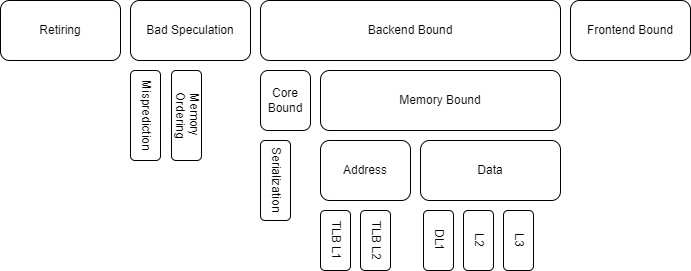 Retiring
Bad Speculation
Backend Bound
Frontend Bound
Misprediction
Memory
Ordering
Core
Bound
Memory Bound
Serialization
Address
Data
TLB L1
TLB L2
DL1
L2
L3